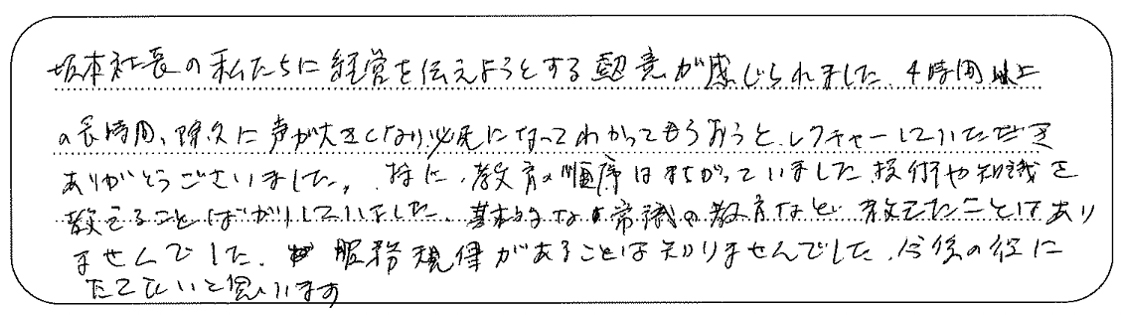 坂本社長の私たちに経営を伝えようとする熱意が感じられました。4時間以上
の長時間、除々に声が大きくなり必死になってわかってもらおうと、レクチャーしていただき
ありがとうございました。特に、教育の順序はまちがっていました。技術や知識を
教えることばかりしていました。基本的な常識の教育など教えたことはあり
ませんでした。服務規律があることは知りませんでした。今後の役に
たてたいと思います